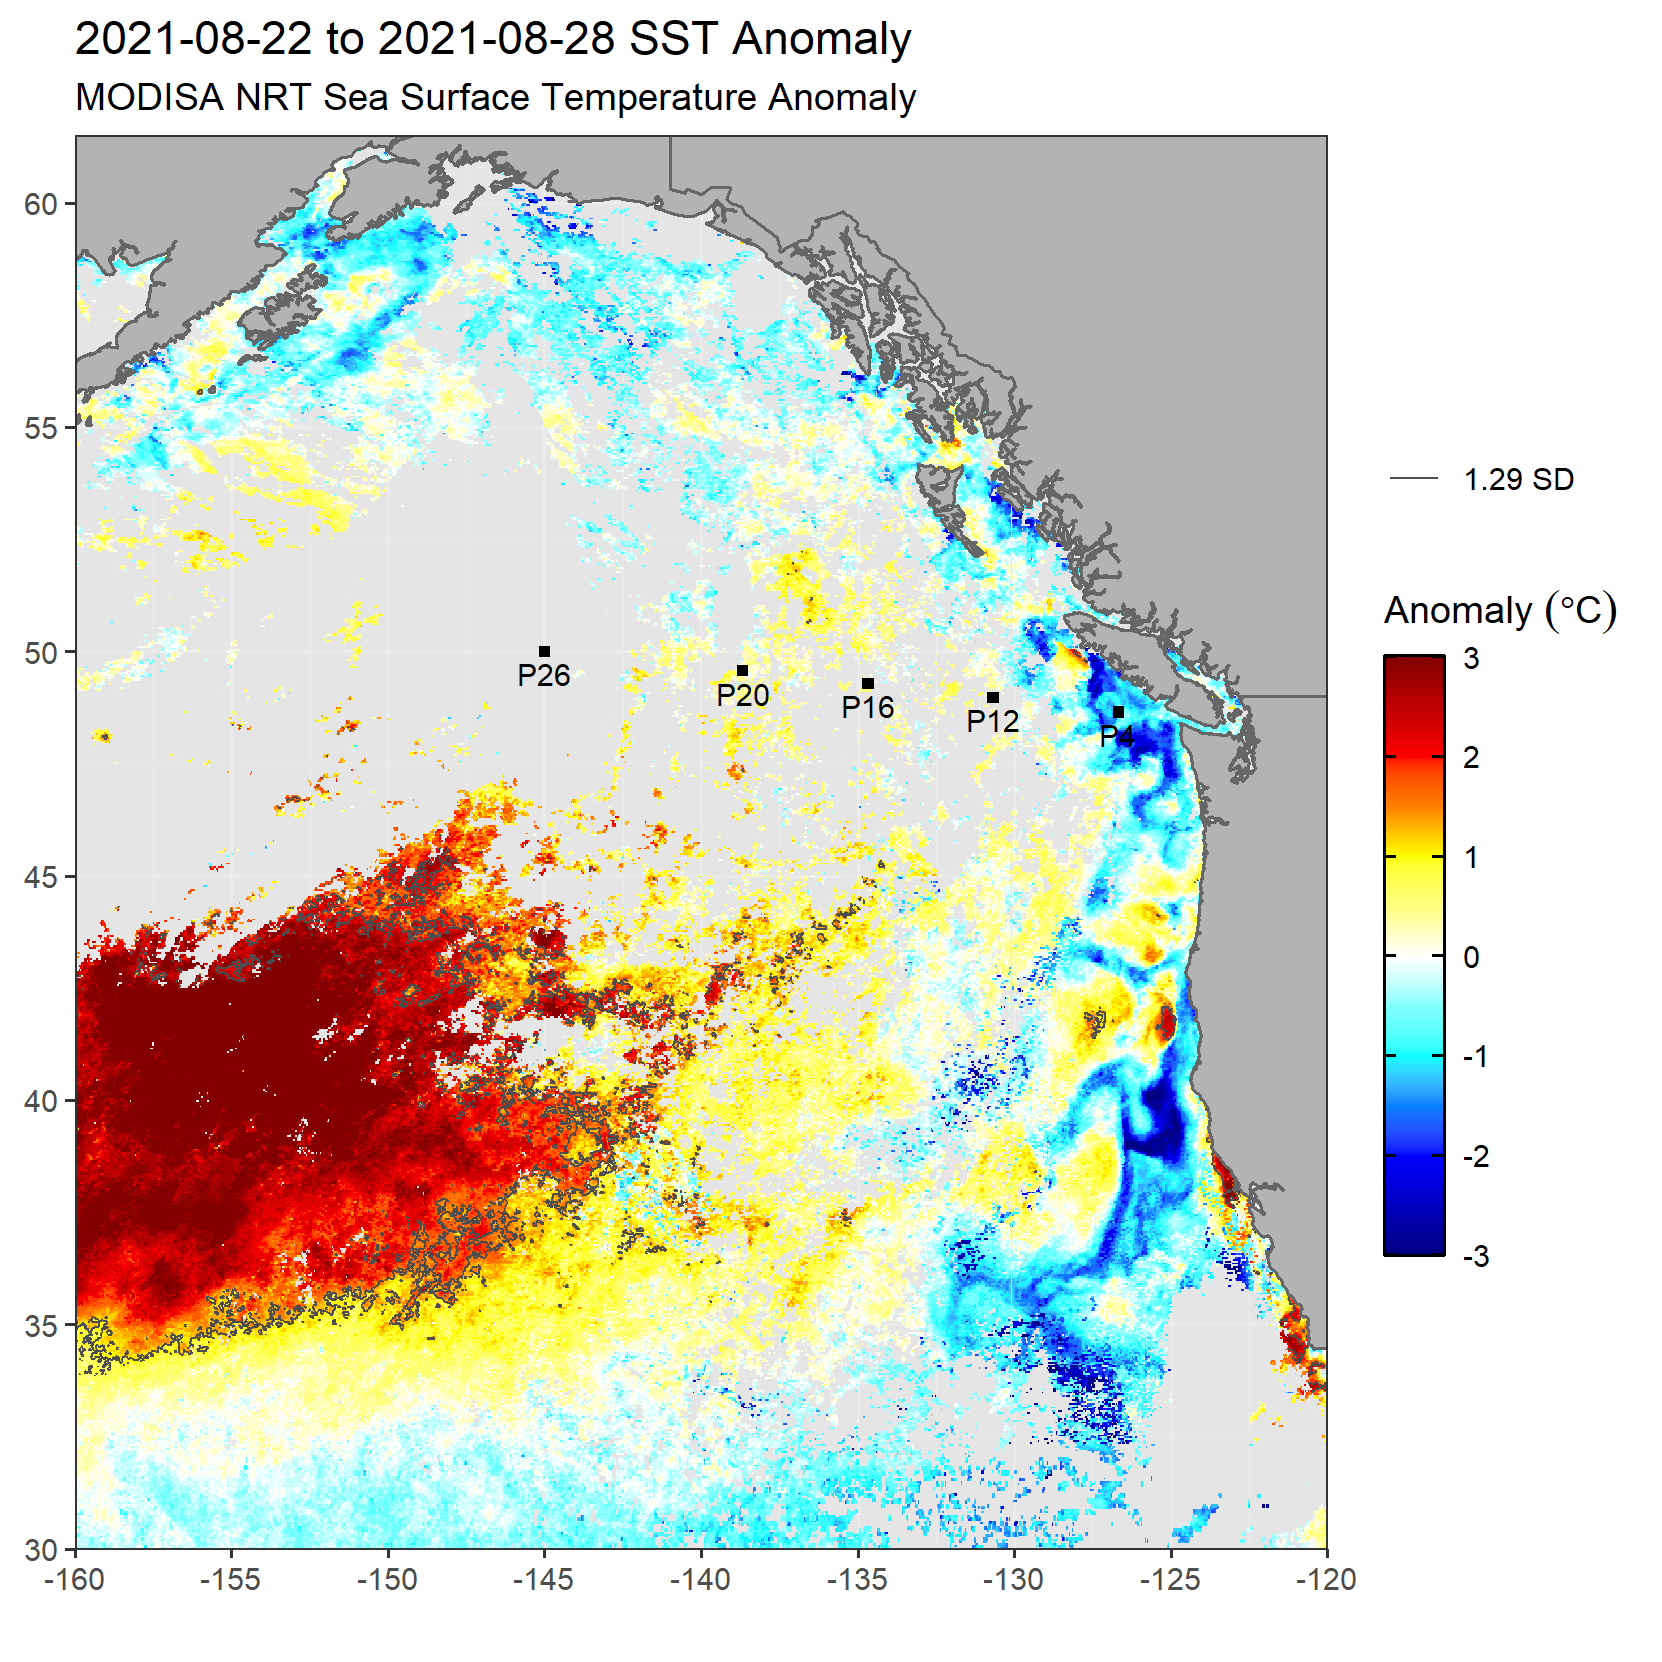 2021-08-22 to 2021-08-28 SST Anomaly
MODISA NRT Sea Surface Temperature Anomaly
60
55
50
45
40
35
30
-160
-155
-150
-145
-140
-135
-130
-125
-120
P26
P20
P16
P12
P4
1.29 SD
Anomaly (°C)
3
2
1
0
-1
-2
-3